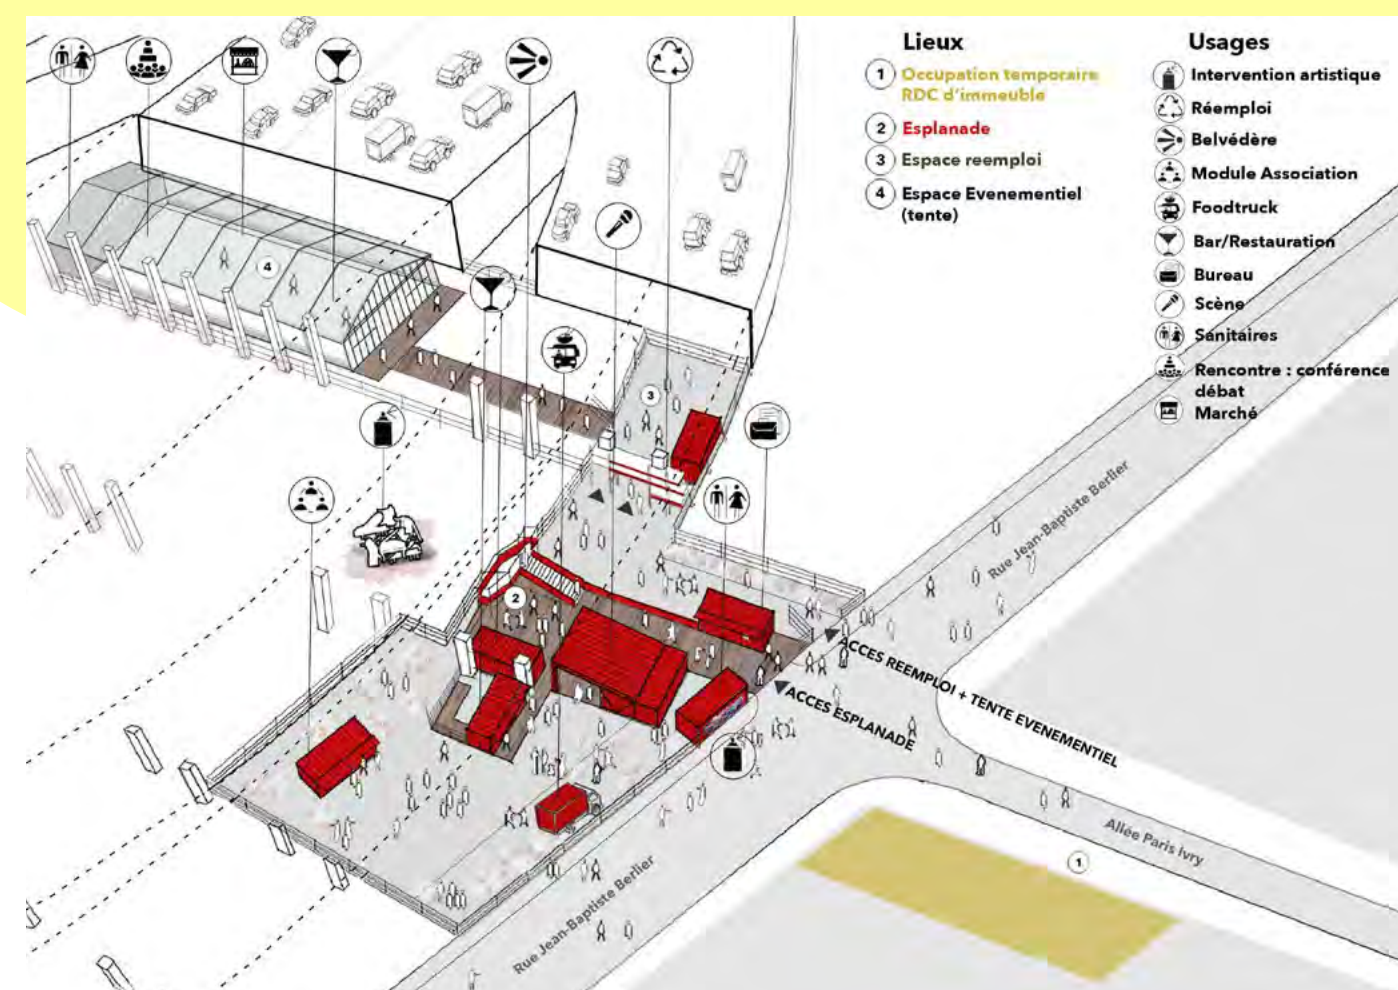 Lieux
1 Occupation temporaire
RDC d'immeuble
2 Esplanade
3 Espace reemploi
4 Espace Evenementiel
(tente)
Usages
Intervention artistique
Réemploi
Belvédère
Module Association
Foodtruck
Bar/Restauration
Bureau
Scène
Sanitaires
Rencontre : conférence
débat
Marché
4
3
2
1
Rue Jean-Baptiste Berlier
ACCES REEMPLOI + TENTE EVENEMENTIEL
ACCES ESPLANADE
Allée Paris Ivry
Rue Jean-Baptiste Berlier